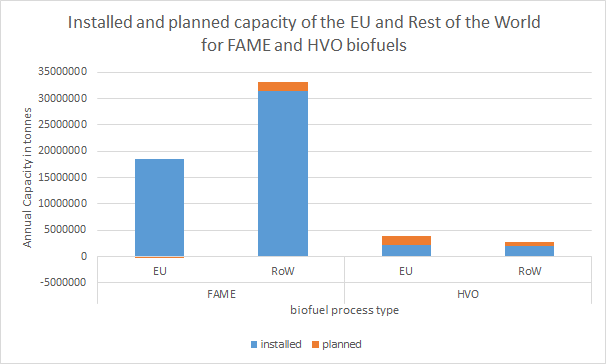 Installed and planned capacity of the EU and Rest of the World
for FAME and HVO biofuels
Annual Capacity in tonnes
35000000
30000000
25000000
20000000
15000000
10000000
5000000
0
-5000000
EU RoW EU RoW
FAME HVO
biofuel process type
installed planned